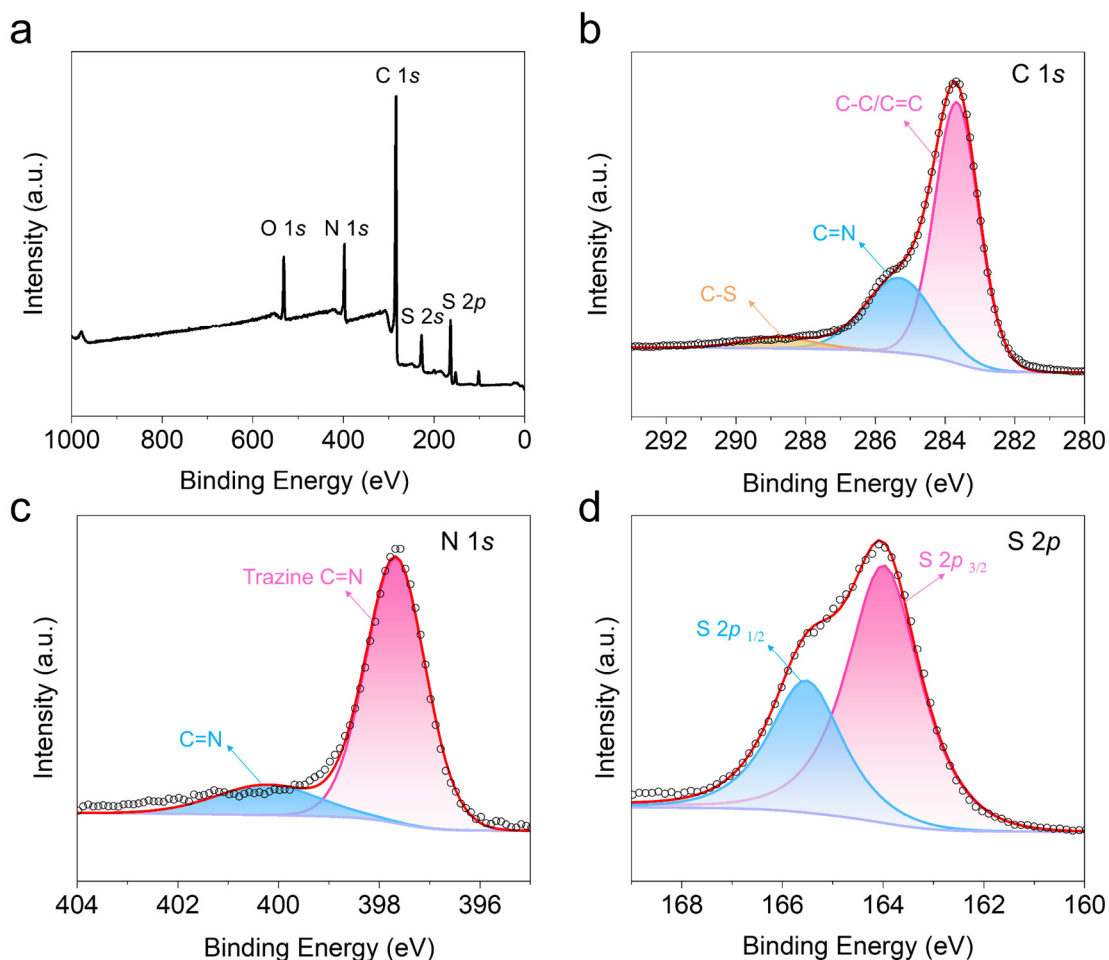 a
C 1s
O 1s
N 1s
S 2s
S 2p
Intensity (a.u.)
1000
800
600
400
200
0
Binding Energy (eV)
b
C 1s
C-C/C=C
C=N
C-S
Intensity (a.u.)
292
290
288
286
284
282
280
Binding Energy (eV)
c
N 1s
Trazine C=N
C=N
Intensity (a.u.)
404
402
400
398
396
Binding Energy (eV)
d
S 2p
S 2p 3/2
S 2p 1/2
Intensity (a.u.)
168
166
164
162
160
Binding Energy (eV)